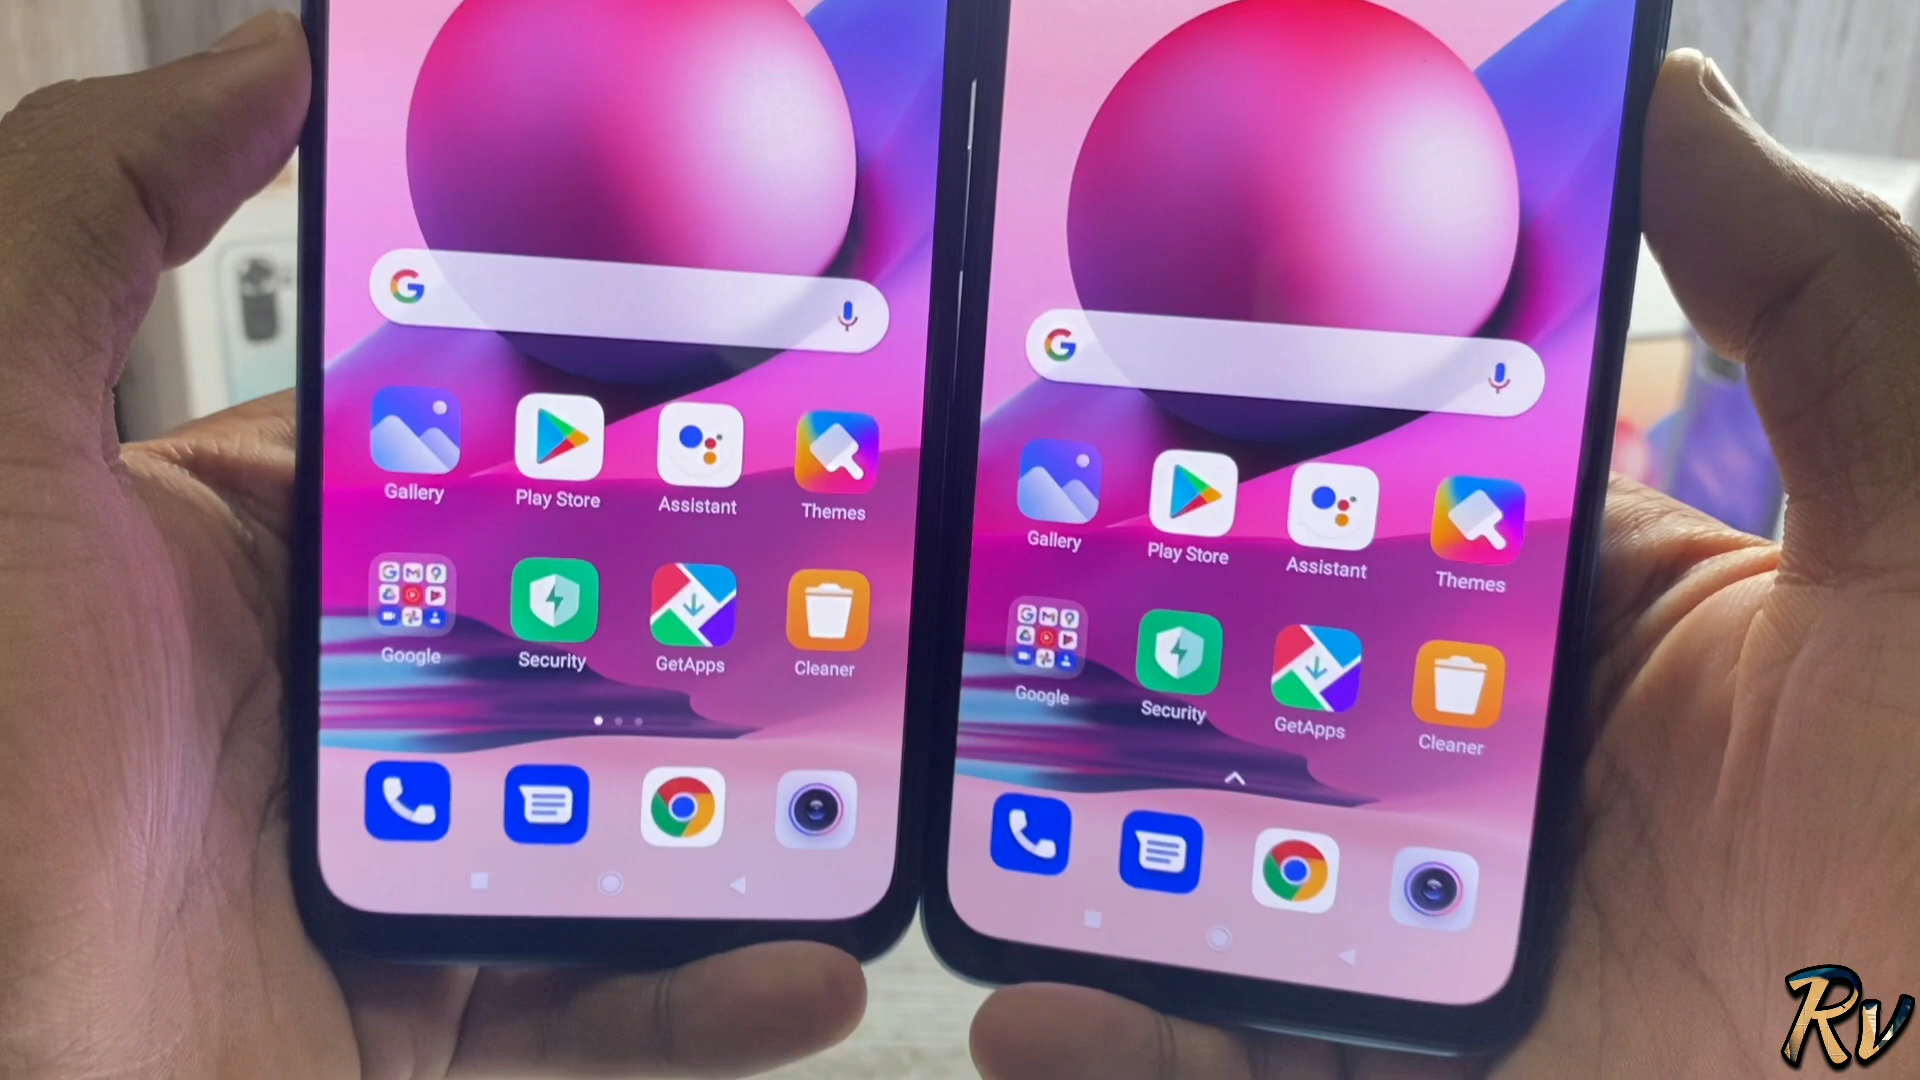 Gallery Play Store Assistant Themes
Google Security GetApps Cleaner
Gallery Play Store Assistant Themes
Google Security GetApps Cleaner
Rv